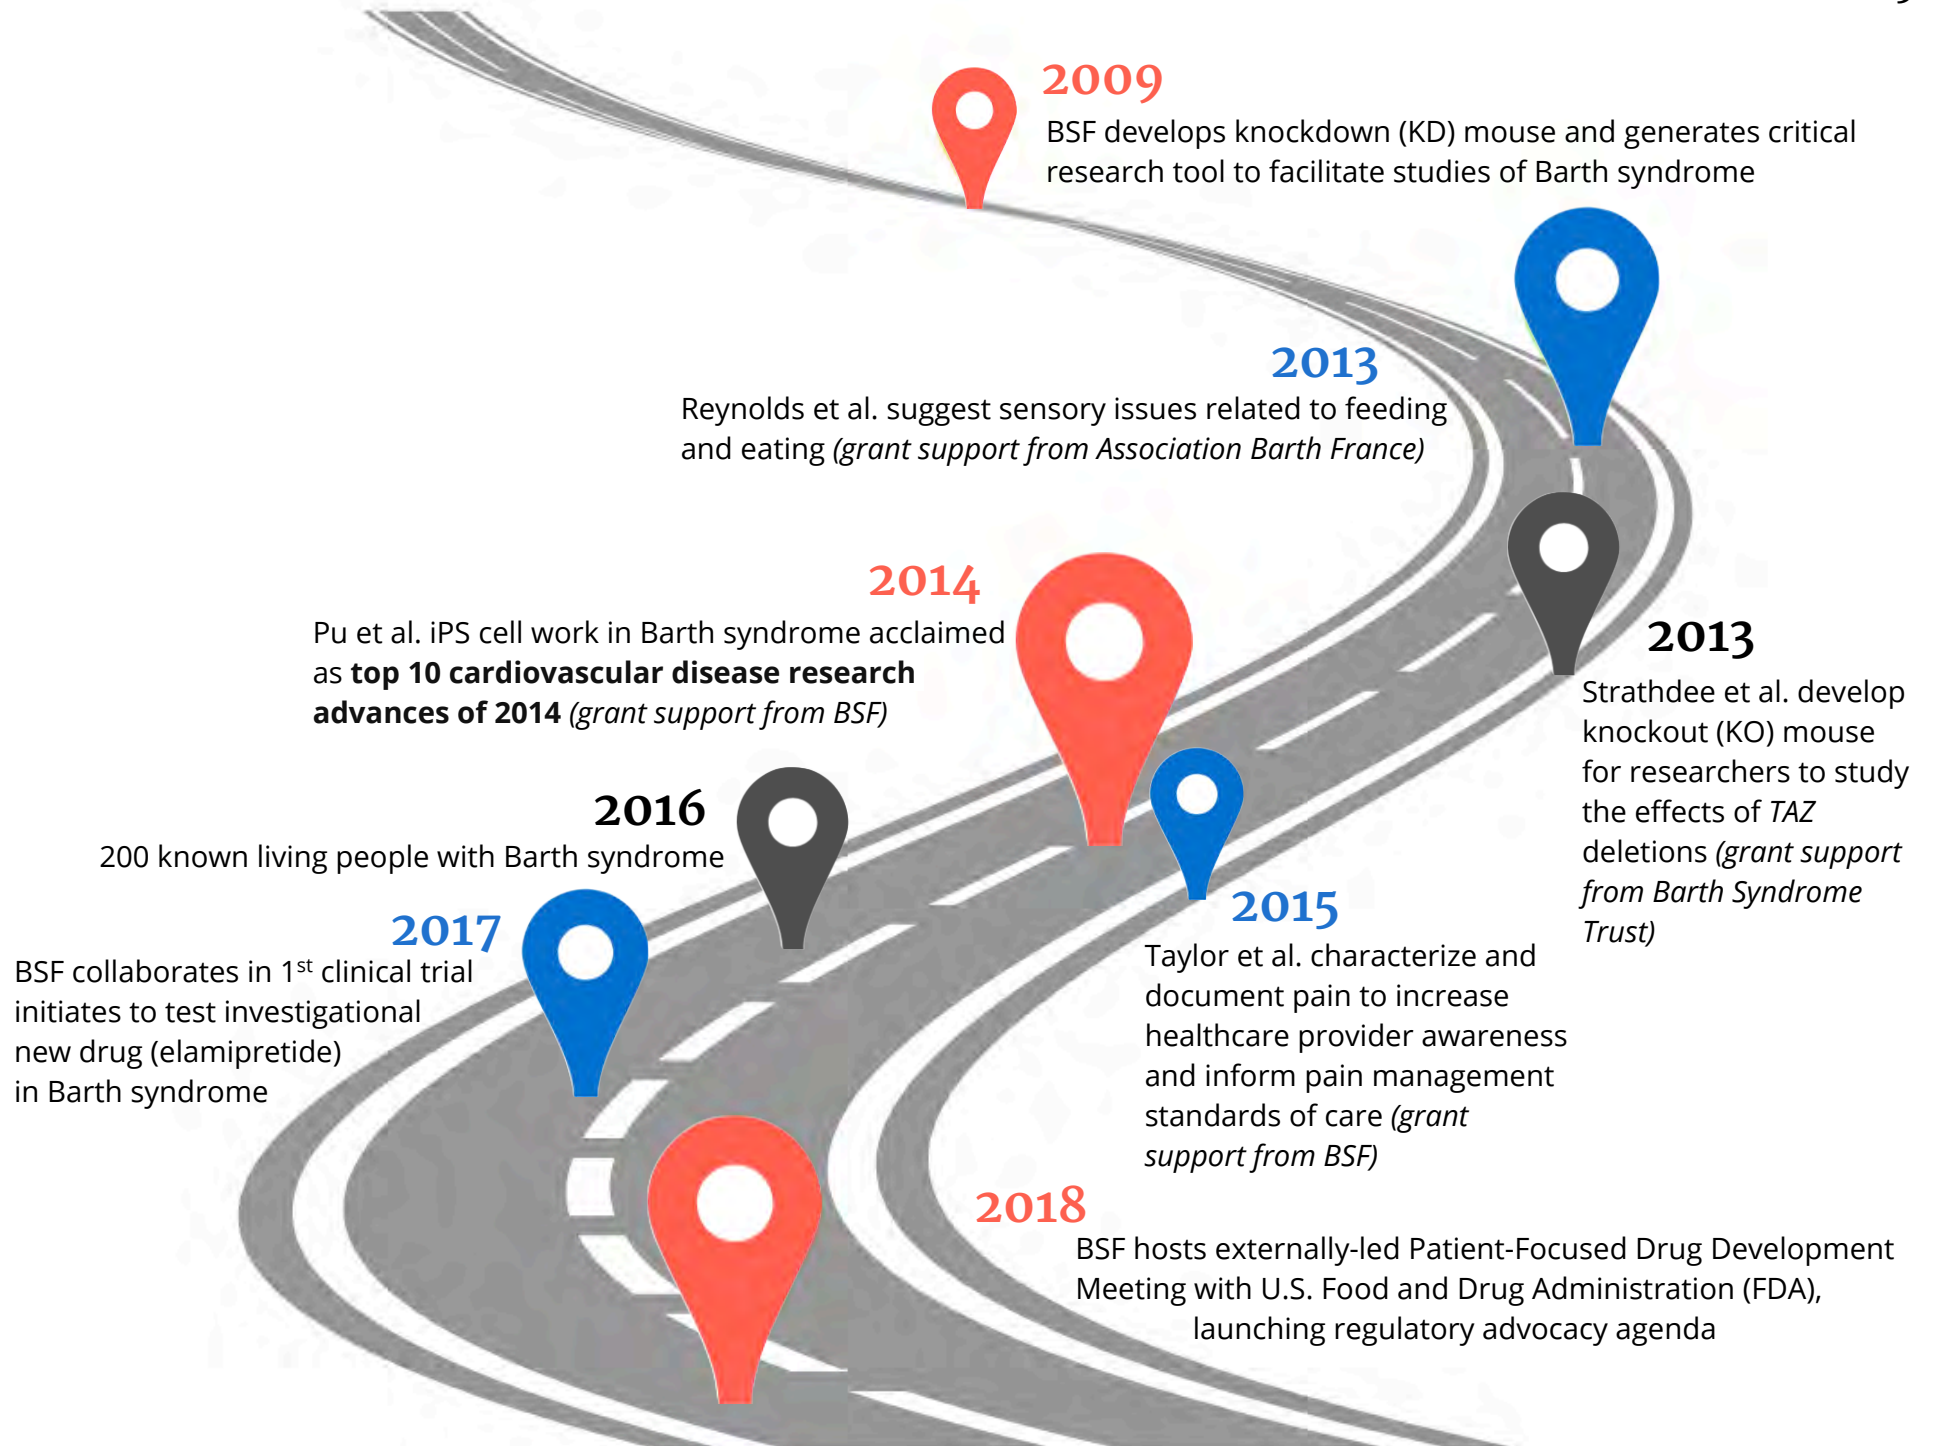 2009
BSF develops knockdown (KD) mouse and generates critical
research tool to facilitate studies of Barth syndrome
2013
Reynolds et al. suggest sensory issues related to feeding
and eating (grant support from Association Barth France)
2013
Strathdee et al. develop
knockout (KO) mouse
for researchers to study
the effects of TAZ
deletions (grant support
from Barth Syndrome
Trust)
2014
Pu et al. iPS cell work in Barth syndrome acclaimed
as top 10 cardiovascular disease research
advances of 2014 (grant support from BSF)
2015
Taylor et al. characterize and
document pain to increase
healthcare provider awareness
and inform pain management
standards of care (grant
support from BSF)
2016
200 known living people with Barth syndrome
2017
BSF collaborates in 1st clinical trial
initiates to test investigational
new drug (elamipretide)
in Barth syndrome
2018
BSF hosts externally-led Patient-Focused Drug Development
Meeting with U.S. Food and Drug Administration (FDA),
launching regulatory advocacy agenda